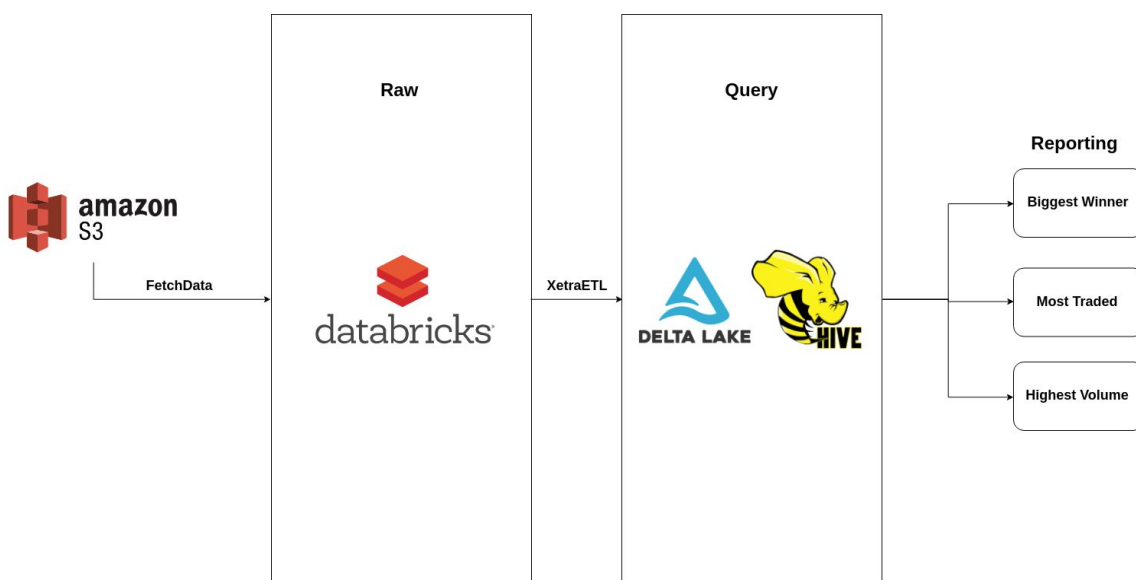 Raw
Query
Reporting
amazon
S3
Biggest Winner
FetchData
databricks
XetraETL
DELTA LAKE
HIVE
Most Traded
Highest Volume